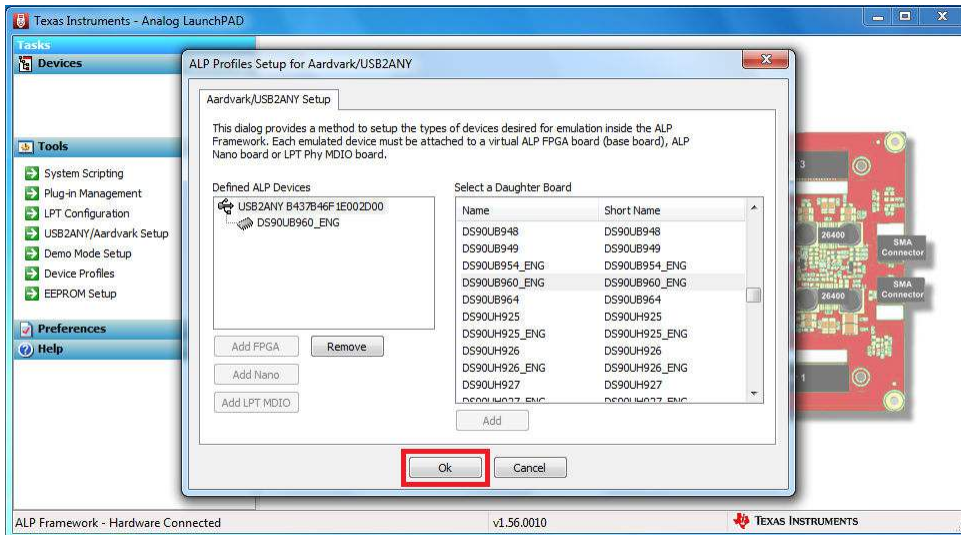 Texas Instruments - Analog LaunchPAD
Tasks
Devices
Tools
System Scripting
Plug-in Management
LPT Configuration
USB2ANY/Aardvark Setup
Demo Mode Setup
Device Profiles
EEPROM Setup
Preferences
Help
ALP Profiles Setup for Aardvark/USB2ANY
Aardvark/USB2ANY Setup
This dialog provides a method to setup the types of devices desired for emulation inside the ALP
Framework. Each emulated device must be attached to a virtual ALP FPGA board (base board), ALP
Nano board or LPT Phy MDIO board.
Defined ALP Devices
USB2ANY B437B46F1E002D00
DS90UB960_ENG
Add FPGA Remove
Add Nano
Add LPT MDIO
Select a Daughter Board
Name Short Name
DS90UB948 DS90UB948
DS90UB949 DS90UB949
DS90UB954_ENG DS90UB954_ENG
DS90UB960_ENG DS90UB960_ENG
DS90UB964 DS90UB964
DS90UH925 DS90UH925
DS90UH925_ENG DS90UH925_ENG
DS90UH926 DS90UH926
DS90UH926_ENG DS90UH926_ENG
DS90UH927 DS90UH927
DS90UH927_ENG DS90UH927_ENG
Add
Ok Cancel
3
26400
SMA
Connector
SMA
Connector
26400
1
ALP Framework - Hardware Connected v1.56.0010 TEXAS INSTRUMENTS